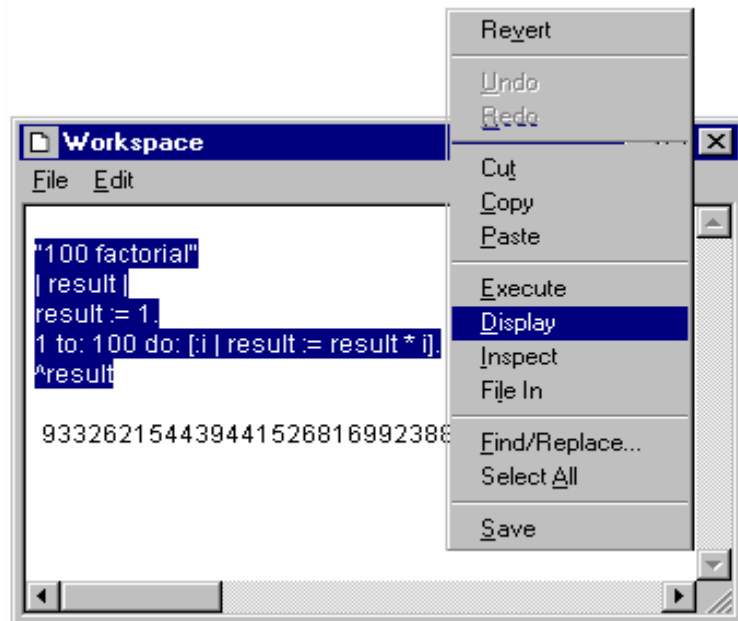 Workspace
File Edit
"100 factorial"
| result |
result := 1.
1 to: 100 do: [:i | result := result * i].
^result
933262154439441526816992388
Revert
Undo
Redo
Cut
Copy
Paste
Execute
Display
Inspect
File In
Find/Replace...
Select All
Save